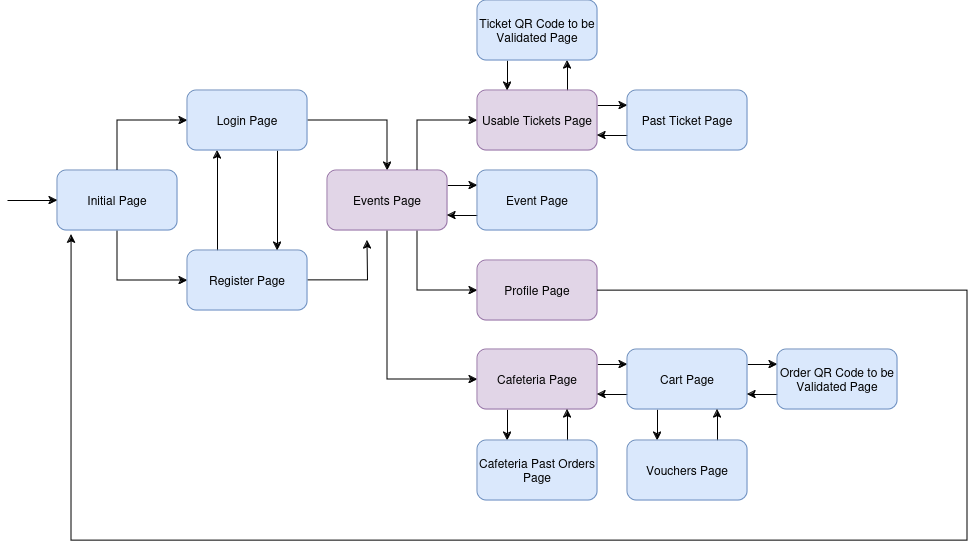 Ticket QR Code to be
Validated Page
Login Page
Usable Tickets Page
Past Ticket Page
Initial Page
Events Page
Event Page
Register Page
Profile Page
Cafeteria Page
Cart Page
Order QR Code to be
Validated Page
Cafeteria Past Orders
Page
Vouchers Page